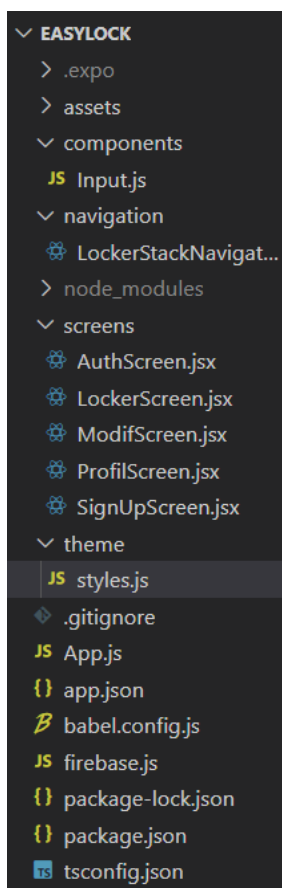 EASYLOCK
.expo
assets
components
JS Input.js
navigation
LockerStackNavigat...
node_modules
screens
AuthScreen.jsx
LockerScreen.jsx
ModifScreen.jsx
ProfilScreen.jsx
SignUpScreen.jsx
theme
JS styles.js
.gitignore
JS App.js
{} app.json
B babel.config.js
JS firebase.js
{} package-lock.json
{} package.json
TS tsconfig.json